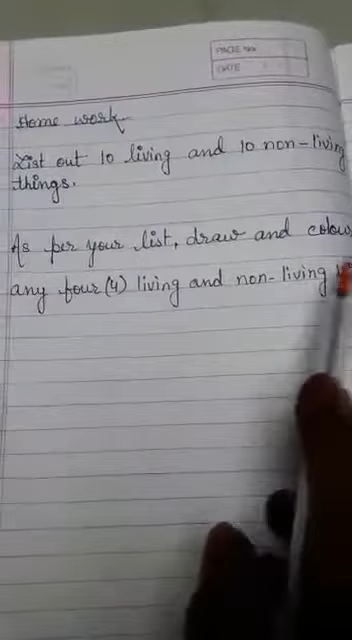 PAGE No.
DATE
Home work
List out 10 living and 10 non-living
things.
As per your list, draw and colour
any four (4) living and non-living